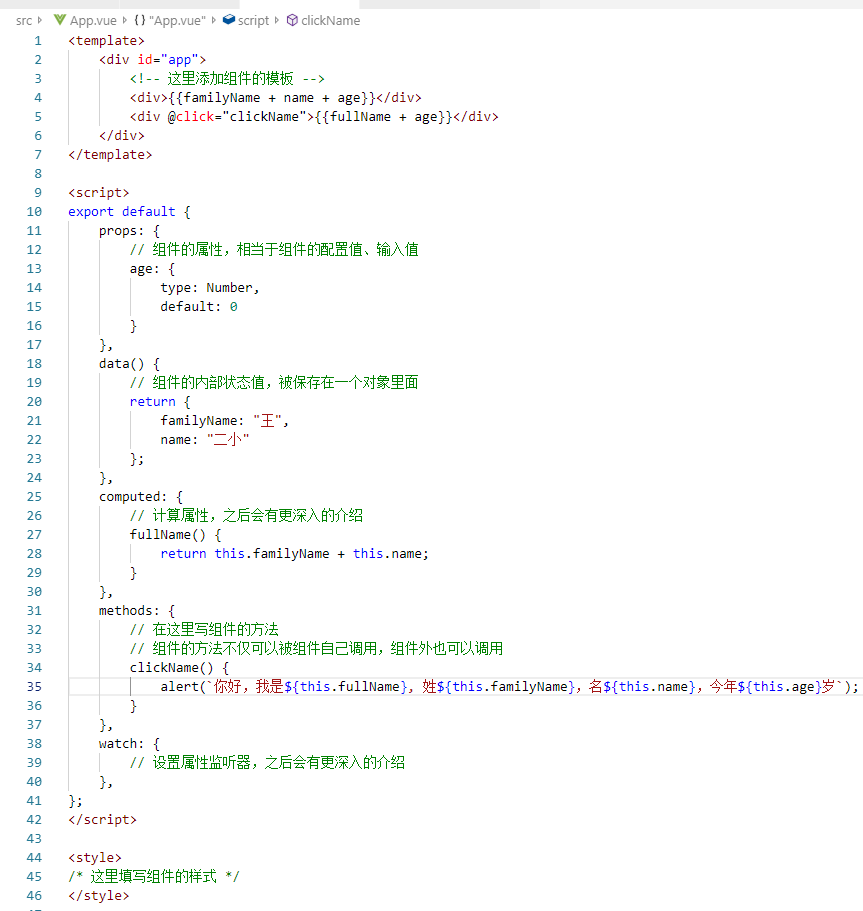 src App.vue {} "App.vue" script clickName
1 <template>
2     <div id="app">
3         <!-- 这里添加组件的模板 -->
4         <div>{{familyName + name + age}}</div>
5         <div @click="clickName">{{fullName + age}}</div>
6     </div>
7 </template>
8
9 <script>
10 export default {
11     props: {
12         // 组件的属性，相当于组件的配置值、输入值
13         age: {
14             type: Number,
15             default: 0
16         }
17     },
18     data() {
19         // 组件的内部状态值，被保存在一个对象里面
20         return {
21             familyName: "王",
22             name: "二小"
23         };
24     },
25     computed: {
26         // 计算属性，之后会有更深入的介绍
27         fullName() {
28             return this.familyName + this.name;
29         }
30     },
31     methods: {
32         // 在这里写组件的方法
33         // 组件的方法不仅可以被组件自己调用，组件外也可以调用
34         clickName() {
35             alert(`你好，我是${this.fullName}, 姓${this.familyName}，名${this.name}，今年${this.age}岁`);
36         }
37     },
38     watch: {
39         // 设置属性监听器，之后会有更深入的介绍
40     },
41 };
42 </script>
43
44 <style>
45 /* 这里填写组件的样式 */
46 </style>